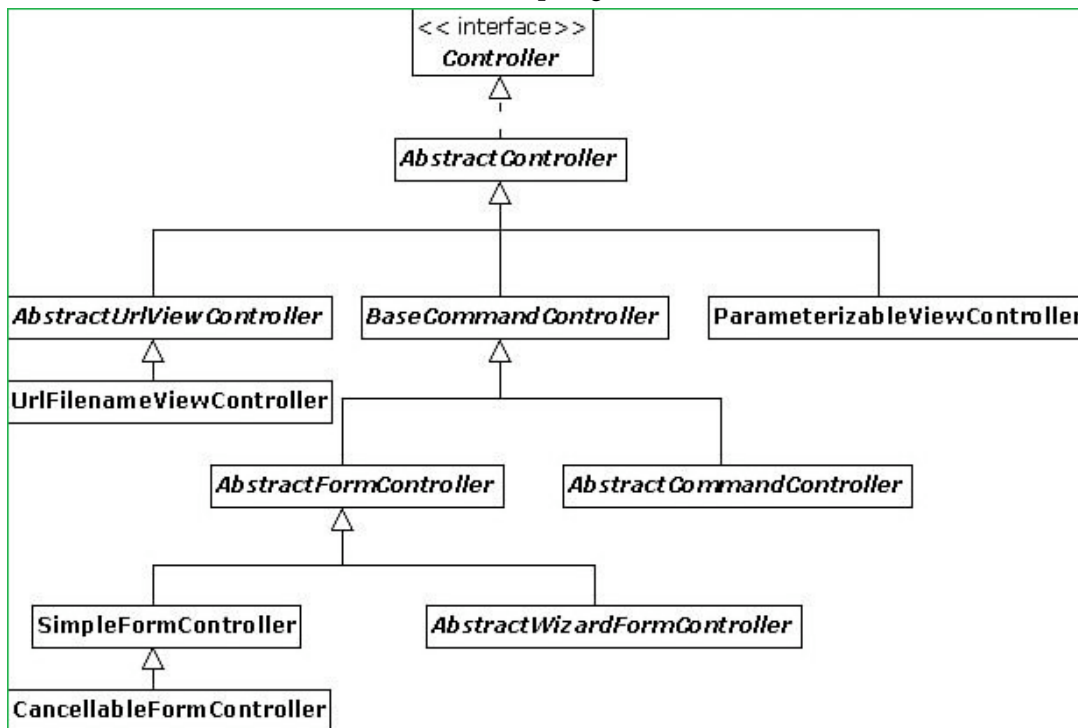 << interface >>
Controller
AbstractController
AbstractUrlViewController
BaseCommandController
ParameterizableViewController
UrlFilenameViewController
AbstractFormController
AbstractCommandController
SimpleFormController
AbstractWizardFormController
CancellableFormController